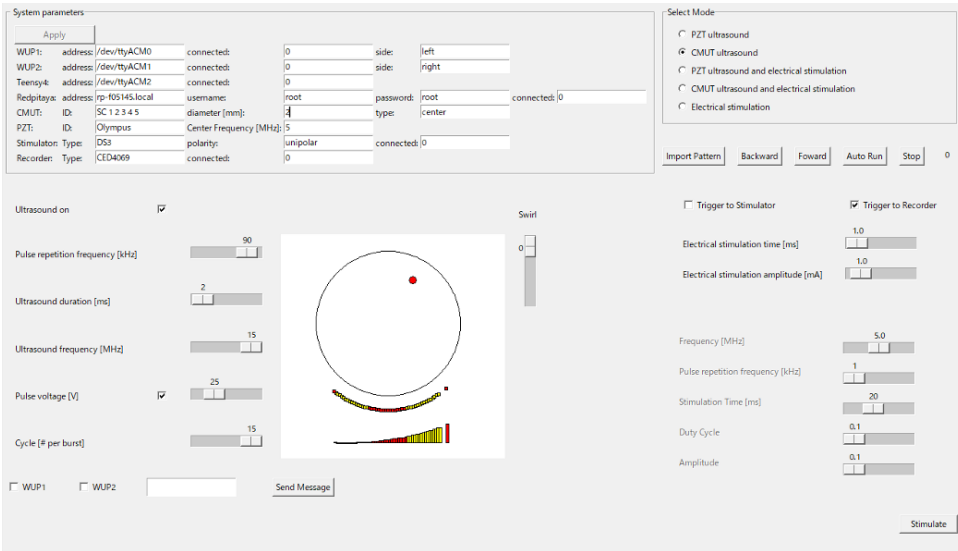 System parameters
Apply
WUP1: address: /dev/ttyACM0 connected: 0 side: left
WUP2: address: /dev/ttyACM1 connected: 0 side: right
Teensy4: address: /dev/ttyACM2 connected: 0
Redpitaya: address: rp-f05145.local username: root password: root connected: 0
CMUT: ID: SC 1 2 3 4 5 diameter [mm]: 2 type: center
PZT: ID: Olympus Center Frequency [MHz]: 5
Stimulator: Type: DS3 polarity: unipolar connected: 0
Recorder: Type: CED4069 connected: 0
Select Mode
PZT ultrasound
CMUT ultrasound
PZT ultrasound and electrical stimulation
CMUT ultrasound and electrical stimulation
Electrical stimulation
Import Pattern Backward Foward Auto Run Stop 0
Ultrasound on
Pulse repetition frequency [kHz] 90
Ultrasound duration [ms] 2
Ultrasound frequency [MHz] 15
Pulse voltage [V] 25
Cycle [# per burst] 15
WUP1 WUP2 Send Message
Swirl
0
Trigger to Stimulator Trigger to Recorder
Electrical stimulation time [ms] 1.0
Electrical stimulation amplitude [mA] 1.0
Frequency [MHz] 5.0
Pulse repetition frequency [kHz] 1
Stimulation Time [ms] 20
Duty Cycle 0.1
Amplitude 0.1
Stimulate